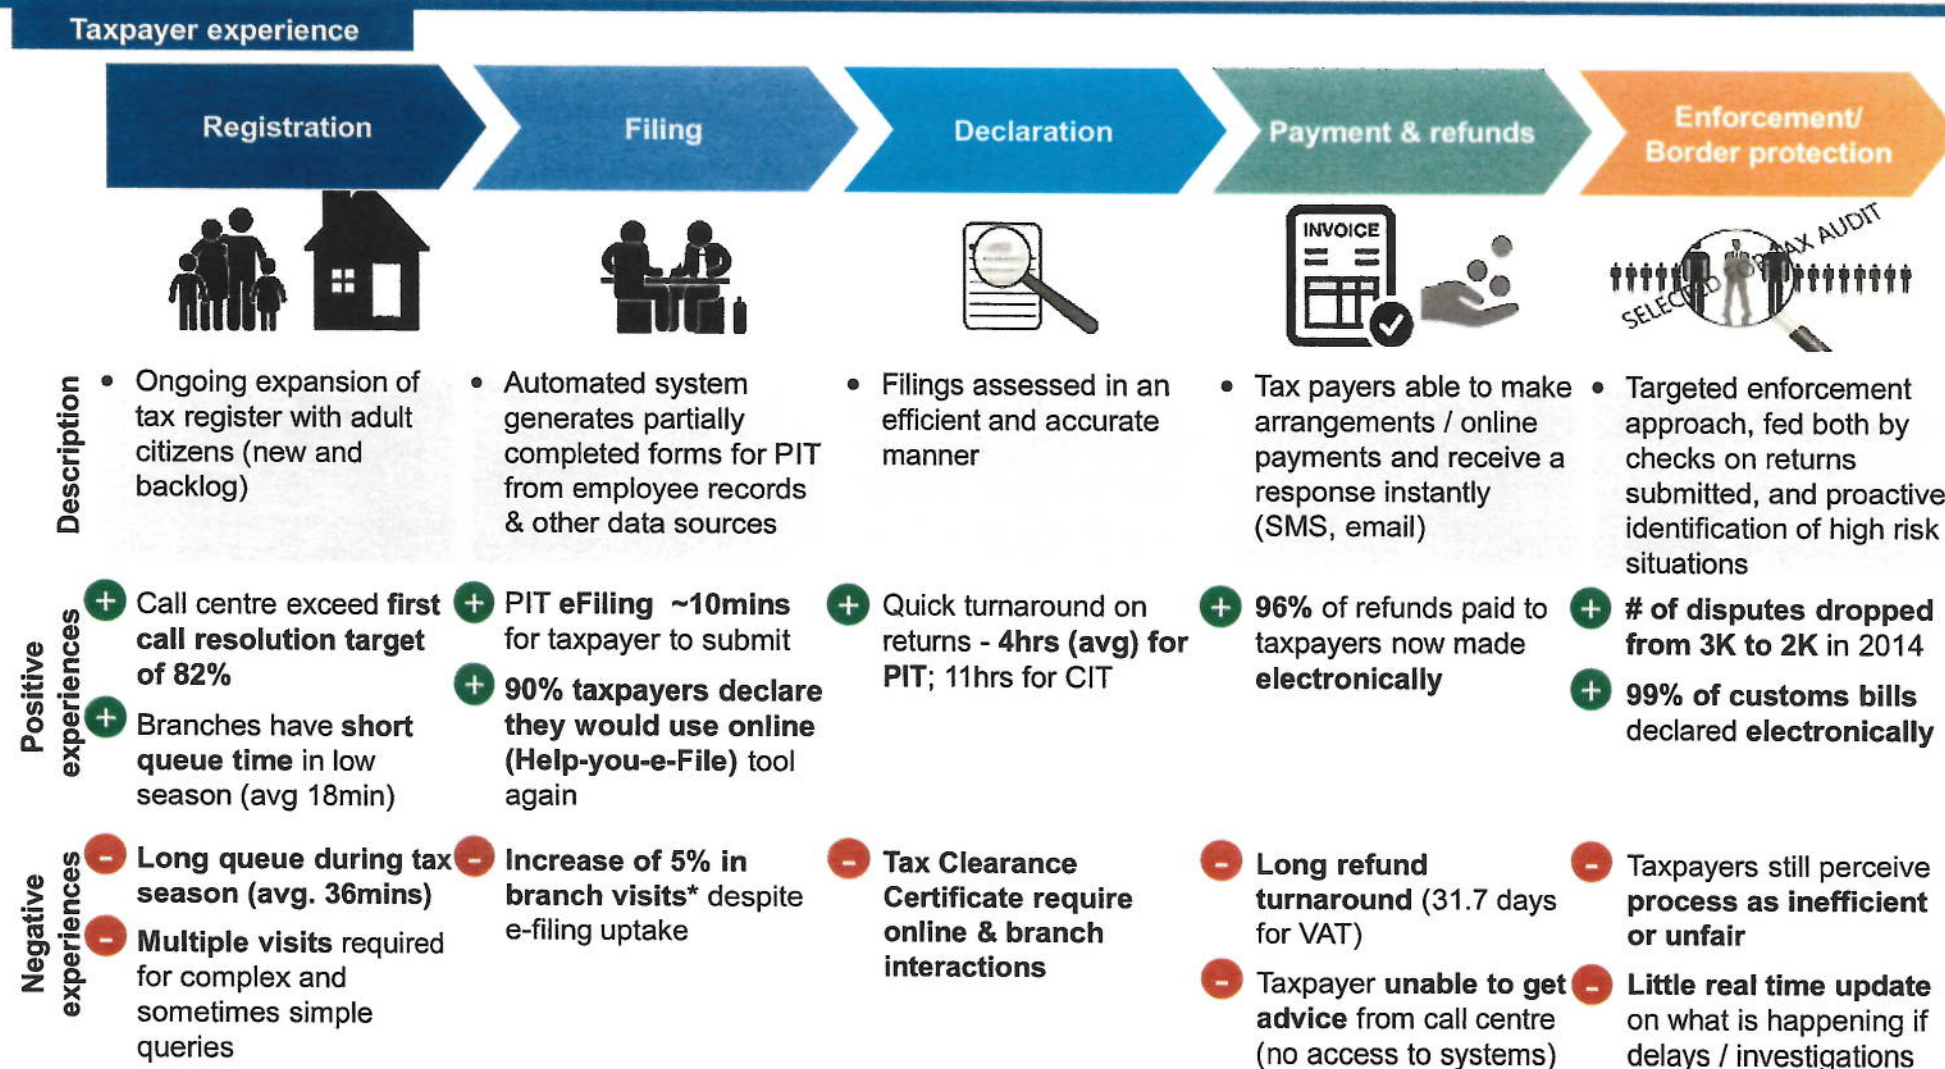 Taxpayer experience
Registration
Filing
Declaration
Payment & refunds
Enforcement/
Border protection
INVOICE
SELECTED FOR TAX AUDIT
Description
• Ongoing expansion of
tax register with adult
citizens (new and
backlog)
• Automated system
generates partially
completed forms for PIT
from employee records
& other data sources
• Filings assessed in an
efficient and accurate
manner
• Tax payers able to make
arrangements / online
payments and receive a
response instantly
(SMS, email)
• Targeted enforcement
approach, fed both by
checks on returns
submitted, and proactive
identification of high risk
situations
Positive
experiences
+ Call centre exceed first
call resolution target
of 82%
+ Branches have short
queue time in low
season (avg 18min)
+ PIT eFiling ~10mins
for taxpayer to submit
+ 90% taxpayers declare
they would use online
(Help-you-e-File) tool
again
+ Quick turnaround on
returns - 4hrs (avg) for
PIT; 11hrs for CIT
+ 96% of refunds paid to
taxpayers now made
electronically
+ # of disputes dropped
from 3K to 2K in 2014
+ 99% of customs bills
declared electronically
Negative
experiences
- Long queue during tax
season (avg. 36mins)
- Multiple visits required
for complex and
sometimes simple
queries
- Increase of 5% in
branch visits* despite
e-filing uptake
- Tax Clearance
Certificate require
online & branch
interactions
- Long refund
turnaround (31.7 days
for VAT)
- Taxpayer unable to get
advice from call centre
(no access to systems)
- Taxpayers still perceive
process as inefficient
or unfair
- Little real time update
on what is happening if
delays / investigations